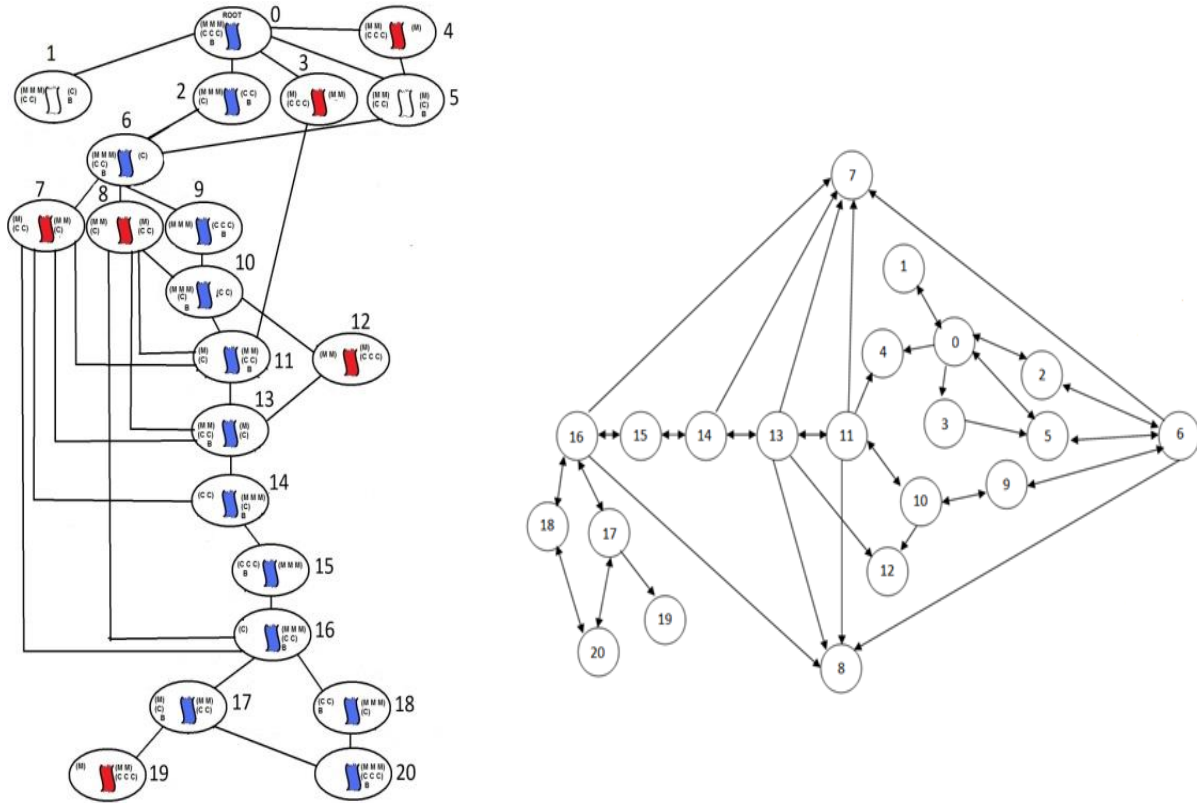 0
ROOT
(M M M)
(C C C)
B
4
(M M) (M)
(C C C)
1
(M M M) (C)
(C C) B
2
(M M M) (C C)
(C) B
3
(M) (M M)
(C C C)
5
(M M) (M)
(C C) (C)
B
6
(M M M) (C)
(C C)
B
7
(M) (M M)
(C C) (C)
8
(M M) (M)
(C) (C C)
9
(M M M) (C C C)
B
10
(M M M) (C C)
(C)
B
11
(M) (M M)
(C) (C C)
B
12
(M M) (M)
(C C C)
13
(M M) (M)
(C C) (C)
B
14
(C C) (M M M)
(C)
B
15
(C C C) (M M M)
B
16
(C) (M M M)
(C C)
B
17
(M) (M M)
(C) (C C)
B
18
(C C) (M M M)
B (C)
19
(M) (M M)
(C C C)
20
(M M M)
(C C C)
B
7
1
0
4
2
3
5
6
16
15
14
13
11
10
9
18
17
12
19
20
8